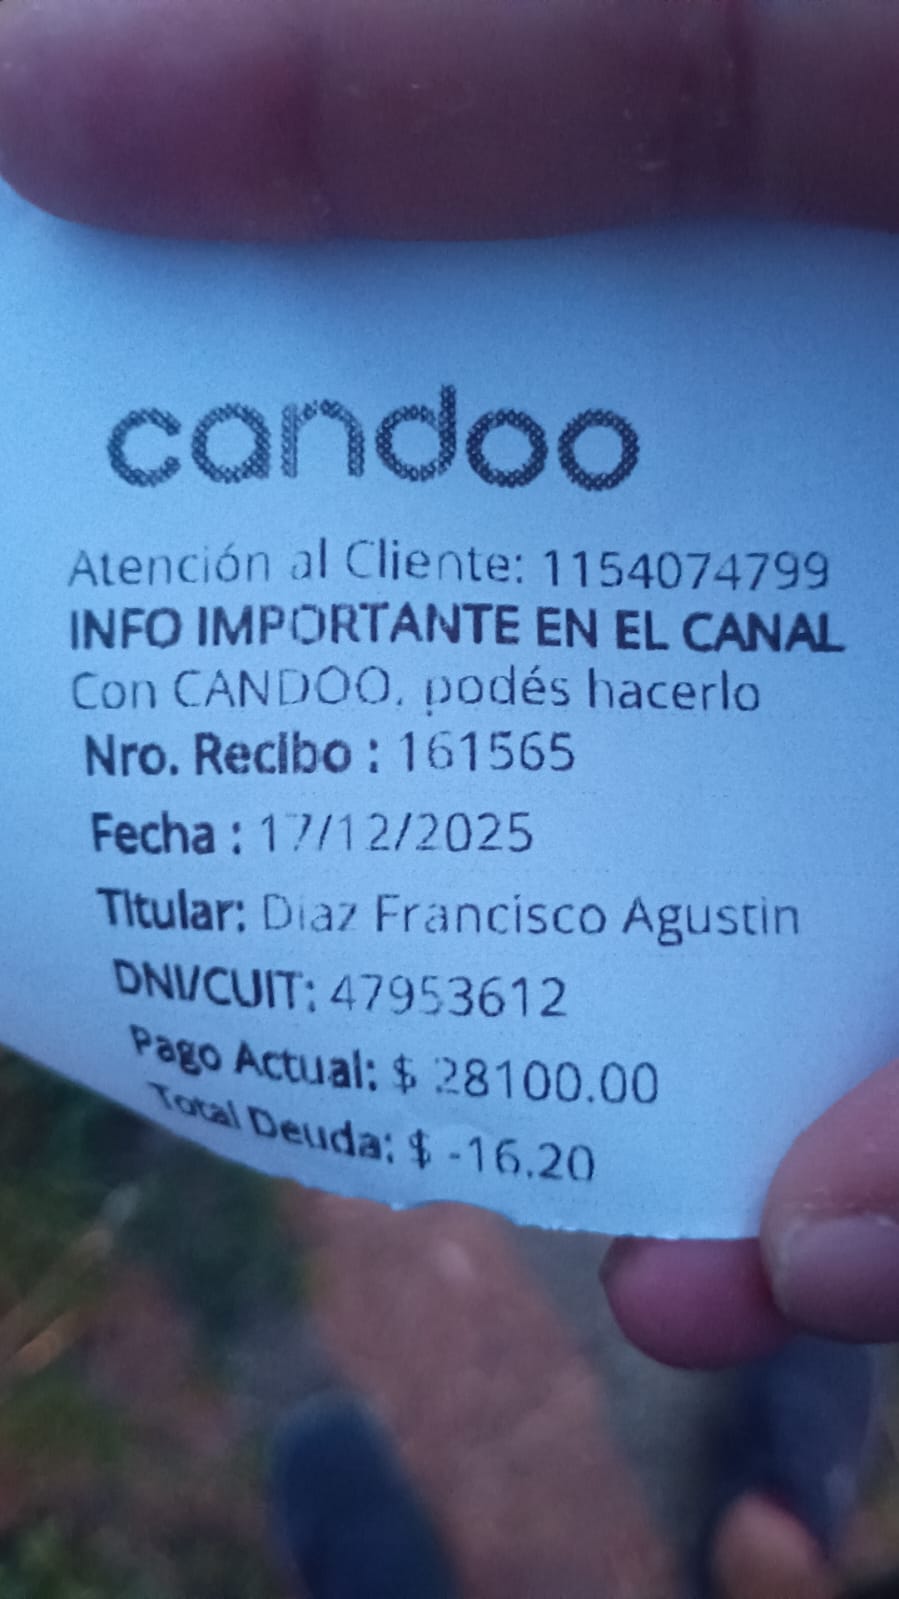 candoo
Atención al Cliente: 1154074799
INFO IMPORTANTE EN EL CANAL
Con CANDOO, podés hacerlo
Nro. Recibo : 161565
Fecha : 17/12/2025
Titular: Diaz Francisco Agustin
DNI/CUIT: 47953612
Pago Actual: $ 28100.00
Total Deuda: $ -16.20